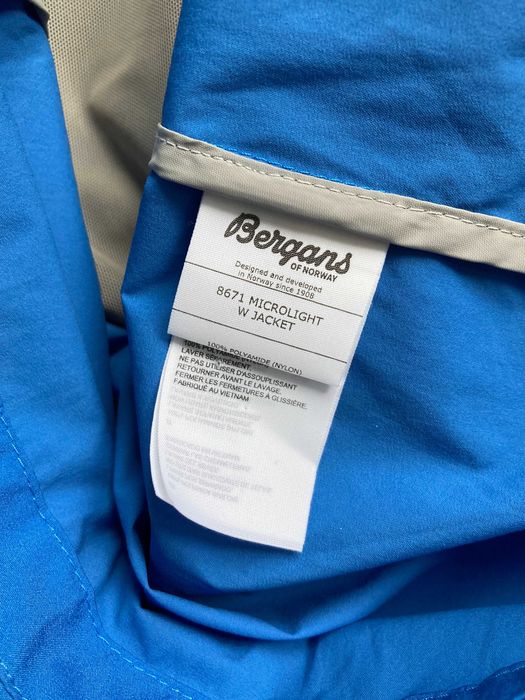 Bergans
OF NORWAY
Designed and developed
in Norway since 1908
8671 MICROLIGHT
W JACKET
100% POLYAMIDE (NYLON)
LAVER SÉPARÉMENT.
NE PAS UTILISER D'ASSOUPLISSANT
RETOURNER AVANT LE LAVAGE.
FERMER LES FERMETURES À GLISSIÈRE.
FABRIQUÉ AU VIETNAM